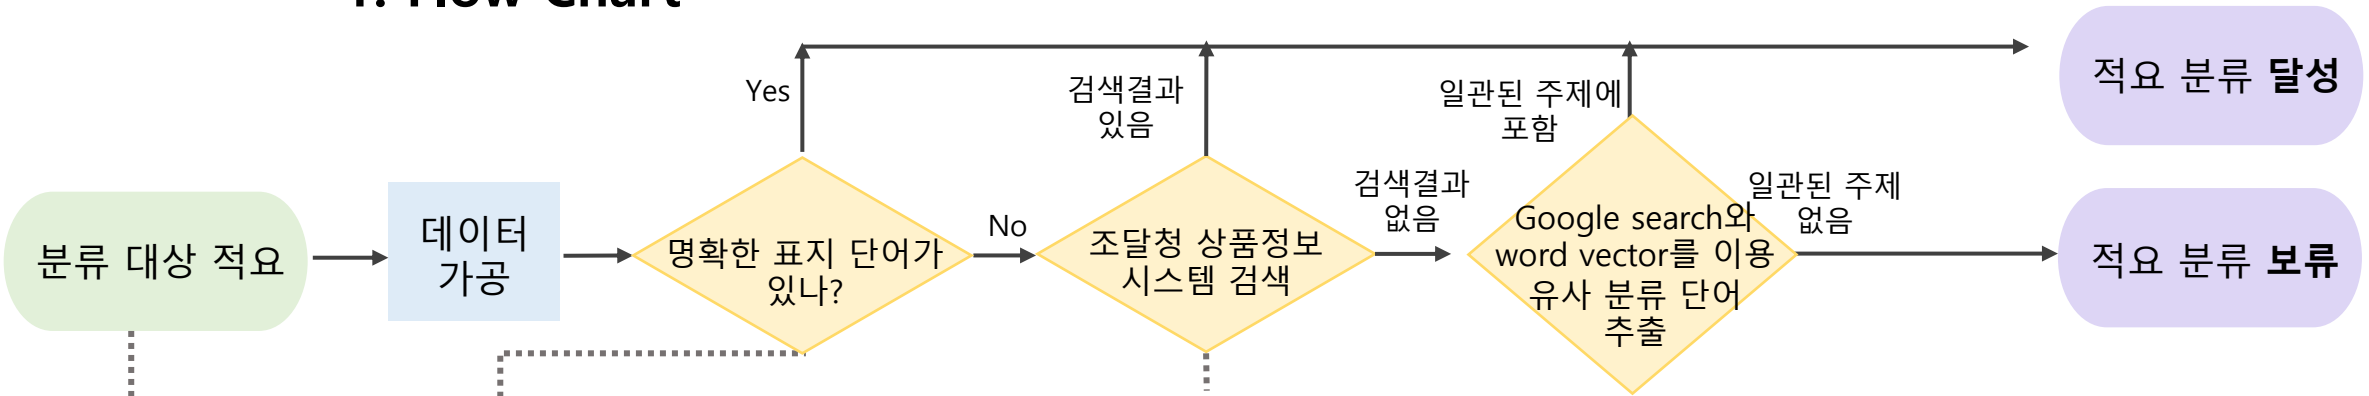 1. Flow Chart
Yes
검색결과
있음
일관된 주제에
포함
적요 분류 달성
분류 대상 적요
데이터
가공
명확한 표지 단어가
있나?
No
조달청 상품정보
시스템 검색
검색결과
없음
Google search와
word vector를 이용
유사 분류 단어
추출
일관된 주제
없음
적요 분류 보류